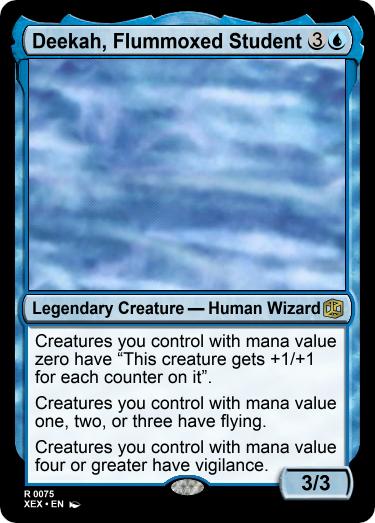 Deekah, Flummoxed Student 3
Legendary Creature — Human Wizard
Creatures you control with mana value
zero have “This creature gets +1/+1
for each counter on it”.
Creatures you control with mana value
one, two, or three have flying.
Creatures you control with mana value
four or greater have vigilance.
3/3
R 0075
XEX • EN